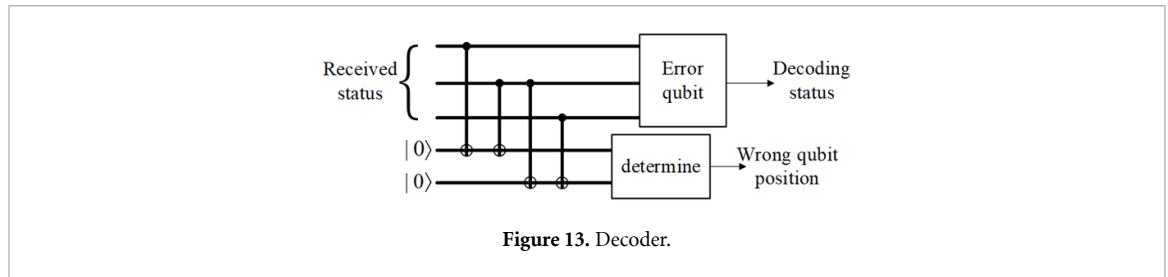 Received
status
Error
qubit
Decoding
status
|0⟩
|0⟩
determine
Wrong qubit
position
Figure 13. Decoder.